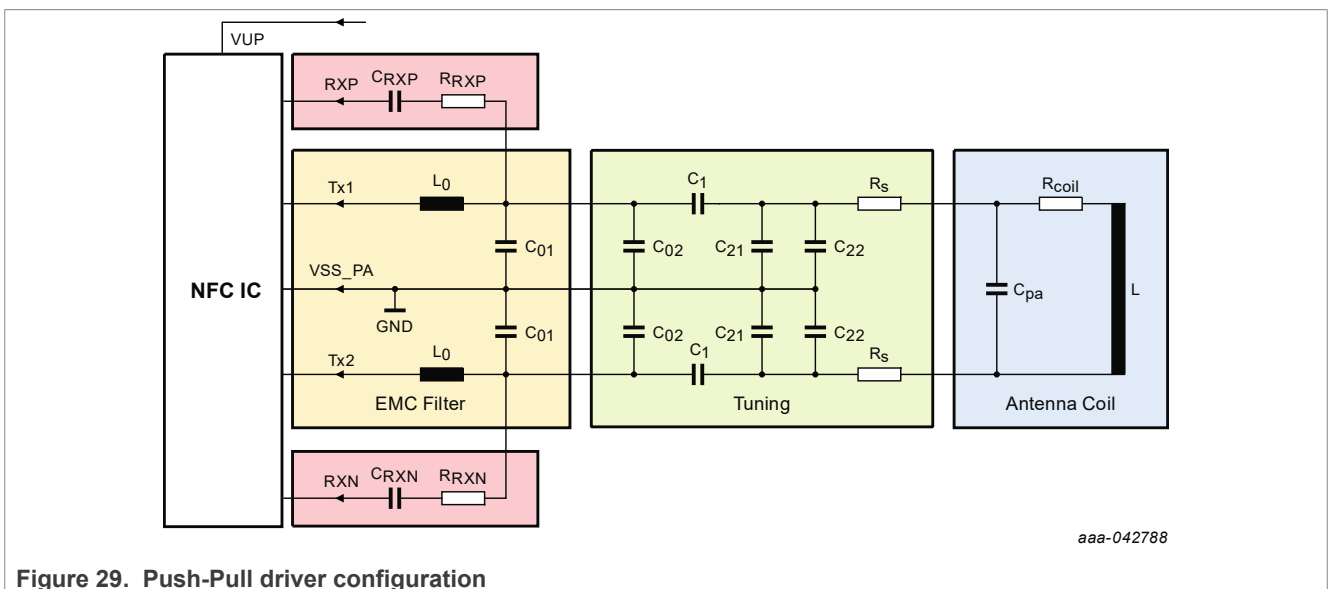 VUP
RXP CRXP RRXP
Tx1 L0 C1 Rs Rcoil
C01 C02 C21 C22
VSS_PA
NFC IC Cpa L
GND
C01 C02 C21 C22
Tx2 L0 C1 Rs
EMC Filter Tuning Antenna Coil
RXN CRXN RRXN
aaa-042788
Figure 29. Push-Pull driver configuration